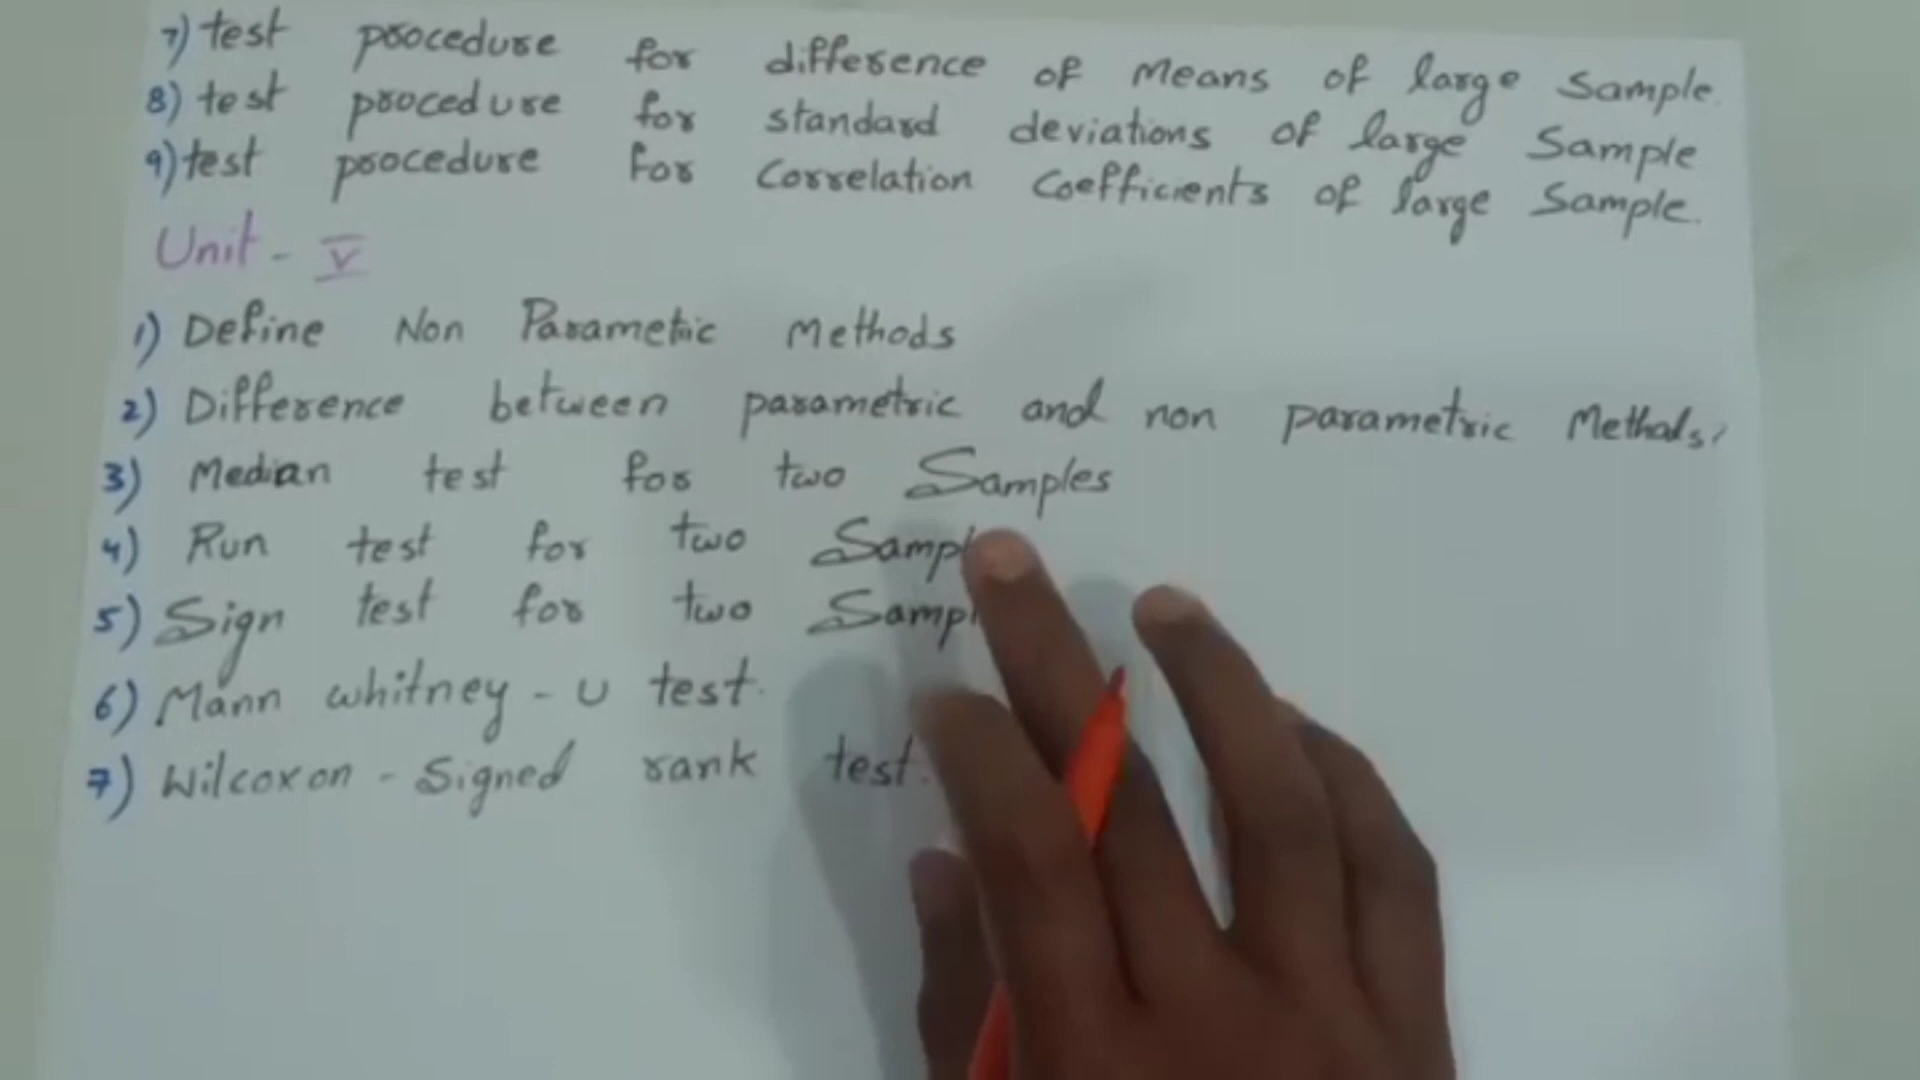 7) test procedure for difference of Means of large Sample.
8) test procedure for standard deviations of large Sample
9) test procedure for Correlation Coefficients of large Sample.
Unit - V
1) Define Non Parametric Methods
2) Difference between parametric and non parametric Methods.
3) Median test for two Samples
4) Run test for two Sampl
5) Sign test for two Sampl
6) Mann whitney - U test.
7) Wilcoxon - Signed rank test.